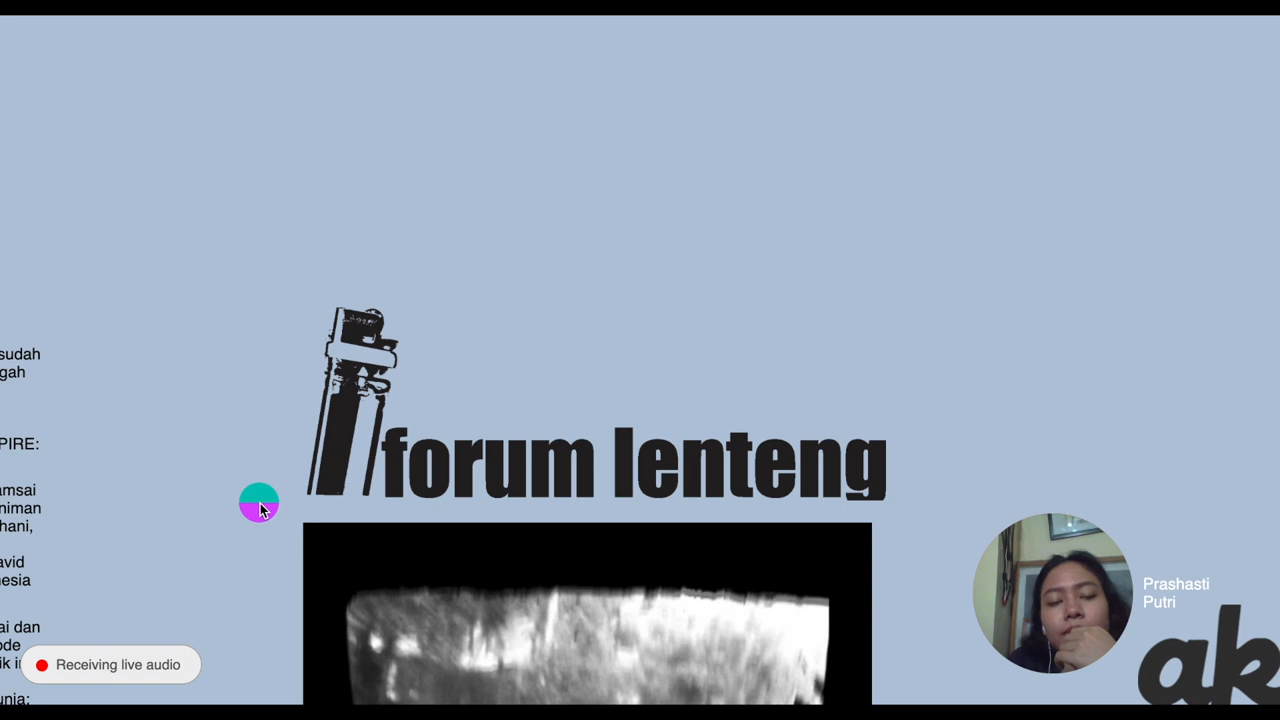 sudah
gah
PIRE:
amsai
niman
hani,
avid
nesia
ai dan
ode
ik i
unia:
forum lenteng
Receiving live audio
Prashasti
Putri
ak